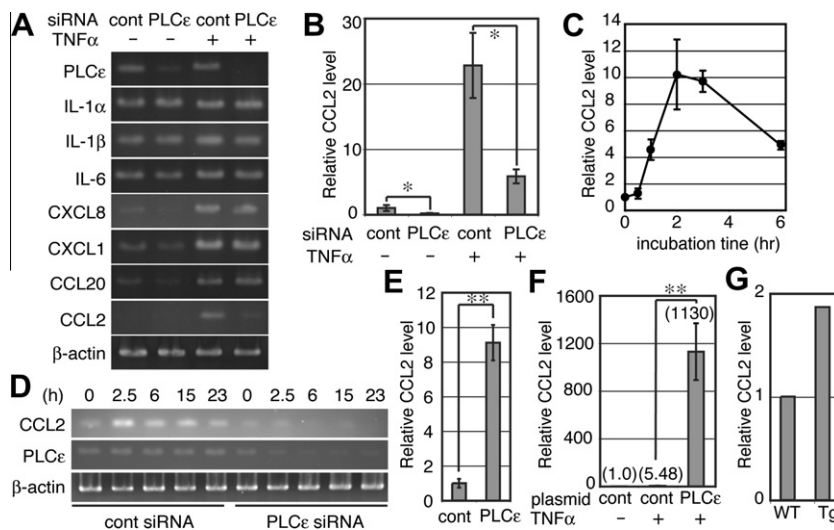 A
siRNA cont PLCε cont PLCε
TNFα − − + +
PLCε
IL-1α
IL-1β
IL-6
CXCL8
CXCL1
CCL20
CCL2
β-actin
B
Relative CCL2 level
30
20
10
0
*
*
siRNA cont PLCε cont PLCε
TNFα − − + +
C
Relative CCL2 level
14
12
10
8
6
4
2
0
0 2 4 6
incubation tine (hr)
D
(h) 0 2.5 6 15 23 0 2.5 6 15 23
CCL2
PLCε
β-actin
cont siRNA PLCε siRNA
E
Relative CCL2 level
12
10
8
6
4
2
0
**
cont PLCε
F
Relative CCL2 level
1600
1200
800
400
0
**
(1130)
(1.0) (5.48)
plasmid cont cont PLCε
TNFα − + +
G
Relative CCL2 level
2
1
0
WT Tg